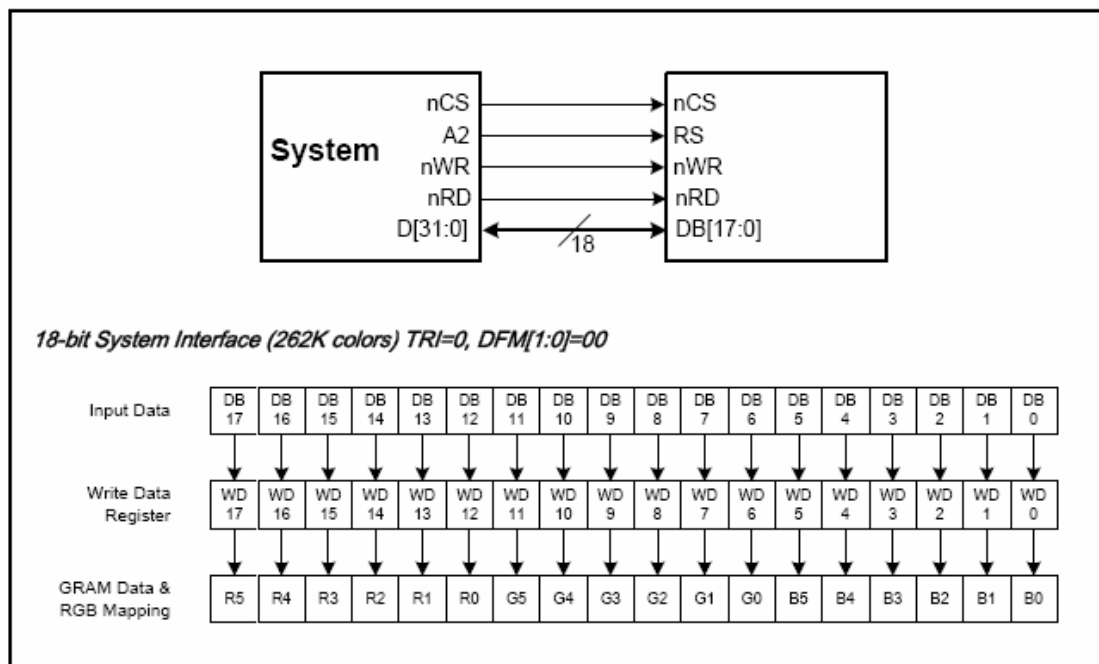 nCS nCS
A2 RS
System
nWR nWR
nRD nRD
D[31:0] DB[17:0]
18
18-bit System Interface (262K colors) TRI=0, DFM[1:0]=00
Input Data DB 17 DB 16 DB 15 DB 14 DB 13 DB 12 DB 11 DB 10 DB 9 DB 8 DB 7 DB 6 DB 5 DB 4 DB 3 DB 2 DB 1 DB 0
Write Data Register WD 17 WD 16 WD 15 WD 14 WD 13 WD 12 WD 11 WD 10 WD 9 WD 8 WD 7 WD 6 WD 5 WD 4 WD 3 WD 2 WD 1 WD 0
GRAM Data & RGB Mapping R5 R4 R3 R2 R1 R0 G5 G4 G3 G2 G1 G0 B5 B4 B3 B2 B1 B0